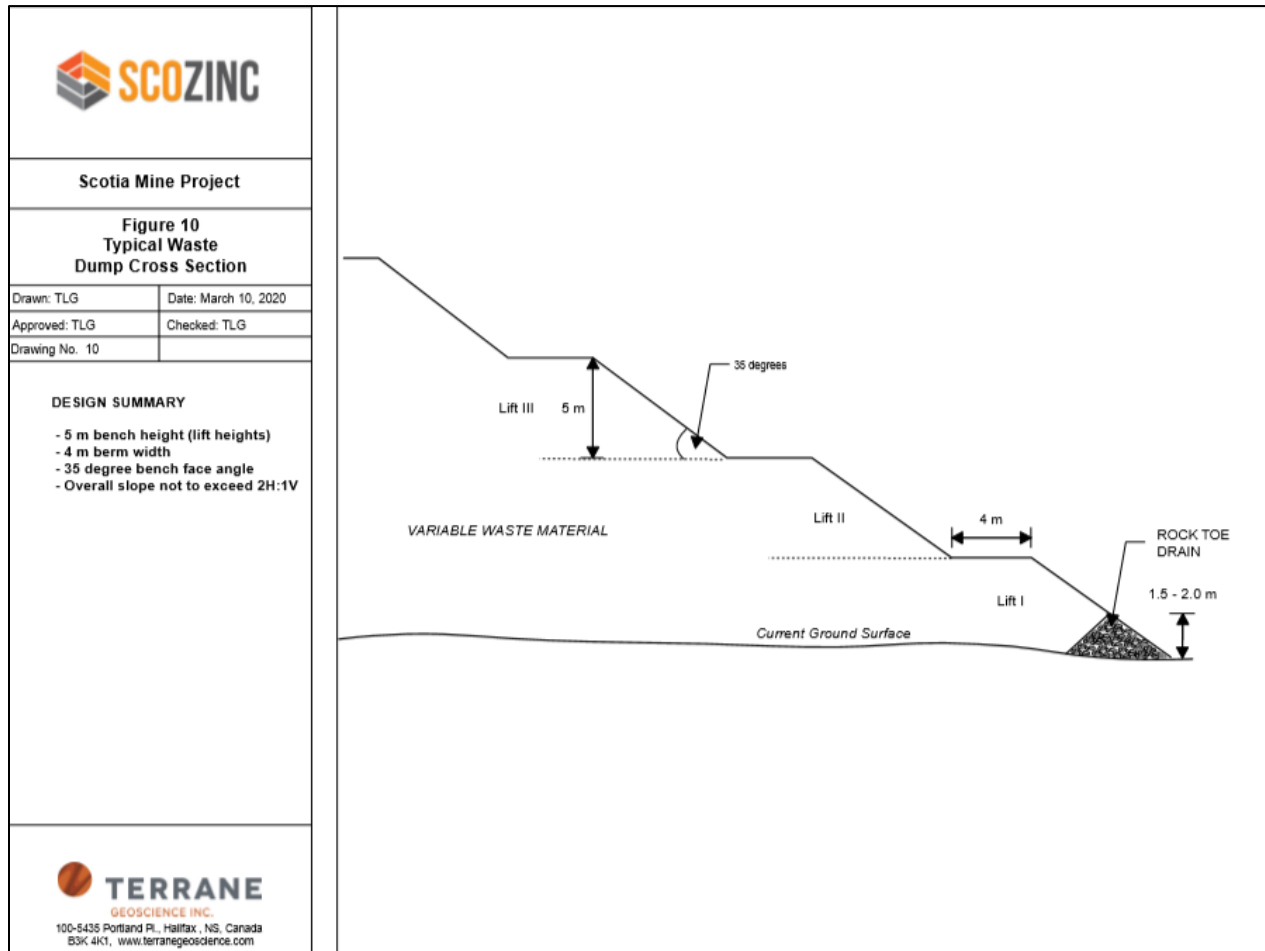 SCOZINC
Scotia Mine Project
Figure 10
Typical Waste
Dump Cross Section
Drawn: TLG
Date: March 10, 2020
Approved: TLG
Checked: TLG
Drawing No. 10
DESIGN SUMMARY
- 5 m bench height (lift heights)
- 4 m berm width
- 35 degree bench face angle
- Overall slope not to exceed 2H:1V
TERRANE
GEOSCIENCE INC.
100-5435 Portland Pl., Halifax , NS, Canada
B3K 4K1, www.terranegeoscience.com
35 degrees
Lift III
5 m
VARIABLE WASTE MATERIAL
Lift II
4 m
ROCK TOE
DRAIN
1.5 - 2.0 m
Lift I
Current Ground Surface